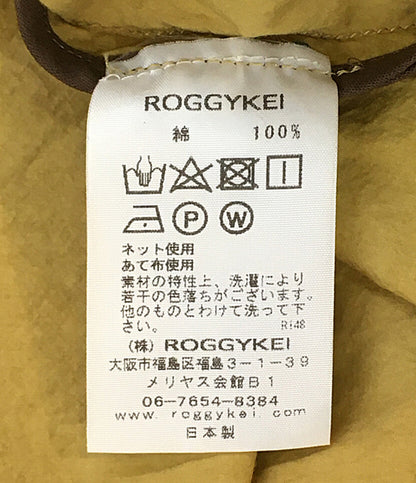 ROGGYKEI
綿 100%
P W
ネット使用
あて布使用
素材の特性上、洗濯により
若干の色落ちがございます。
他のものとわけて洗って下
さい。 R148
(株) ROGGYKEI
大阪市福島区福島3-1-39
メリヤス会館B1
06-7654-8384
www.roggykei.com
日本製